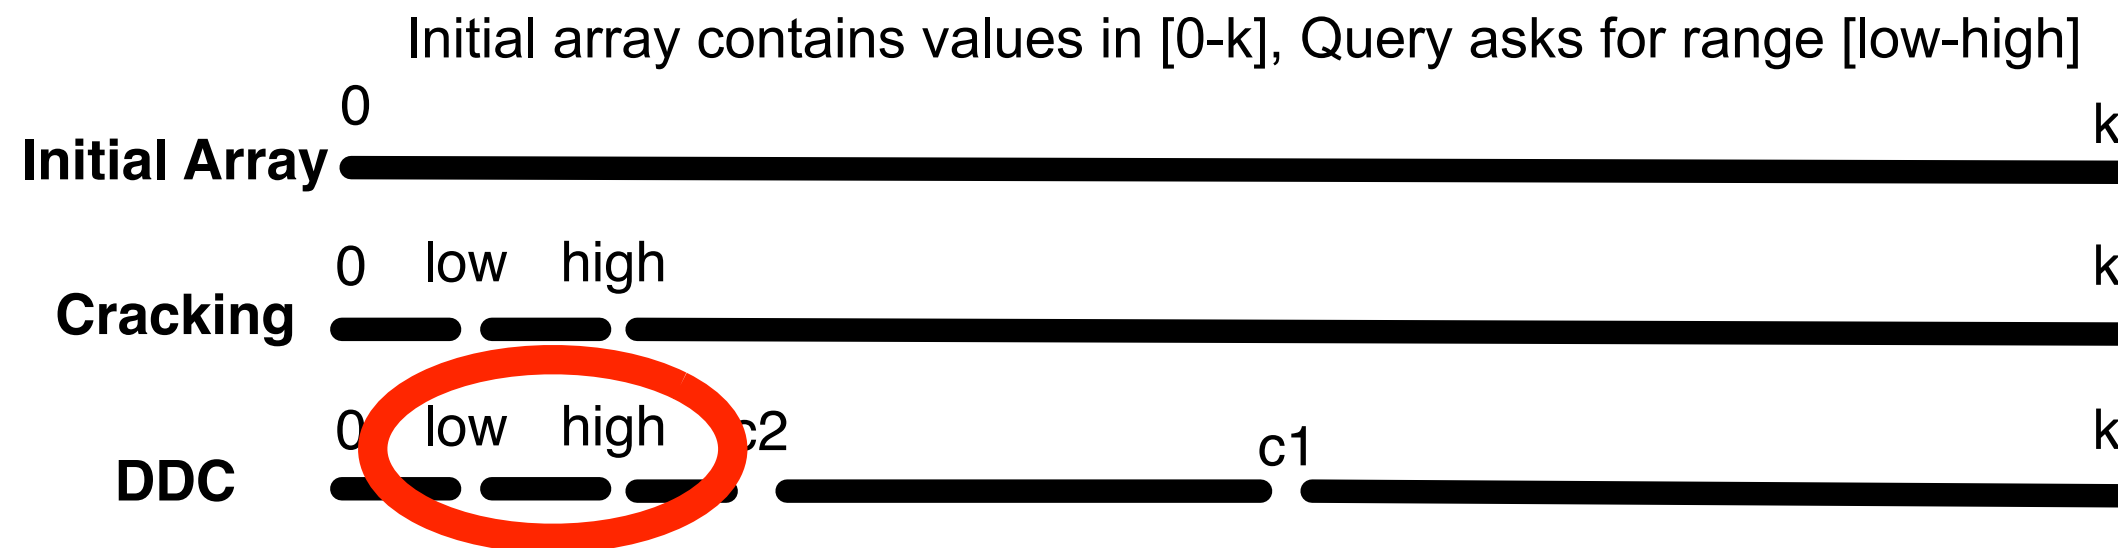 Initial array contains values in [0-k], Query asks for range [low-high]
0 k
Initial Array
0 low high k
Cracking
0 low high c2 c1 k
DDC